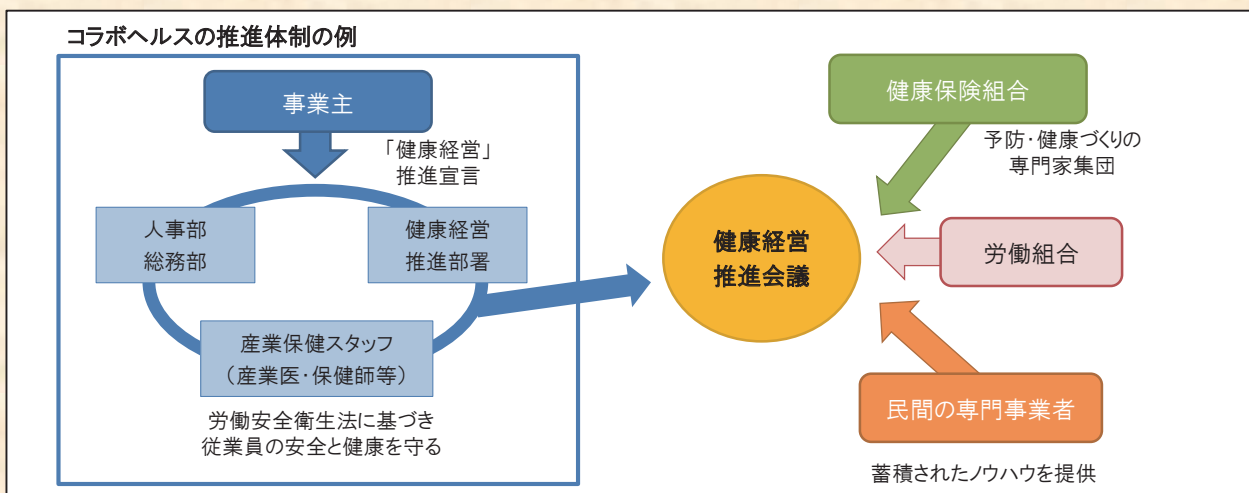 コラボヘルスの推進体制の例
事業主
「健康経営」
推進宣言
人事部
総務部
健康経営
推進部署
産業保健スタッフ
（産業医・保健師等）
労働安全衛生法に基づき
従業員の安全と健康を守る
健康経営
推進会議
健康保険組合
予防・健康づくりの
専門家集団
労働組合
民間の専門事業者
蓄積されたノウハウを提供